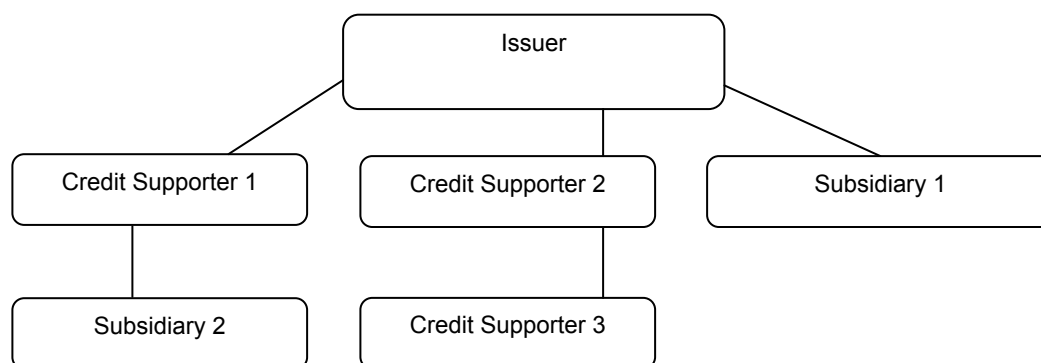 Issuer
Credit Supporter 1
Credit Supporter 2
Subsidiary 1
Subsidiary 2
Credit Supporter 3